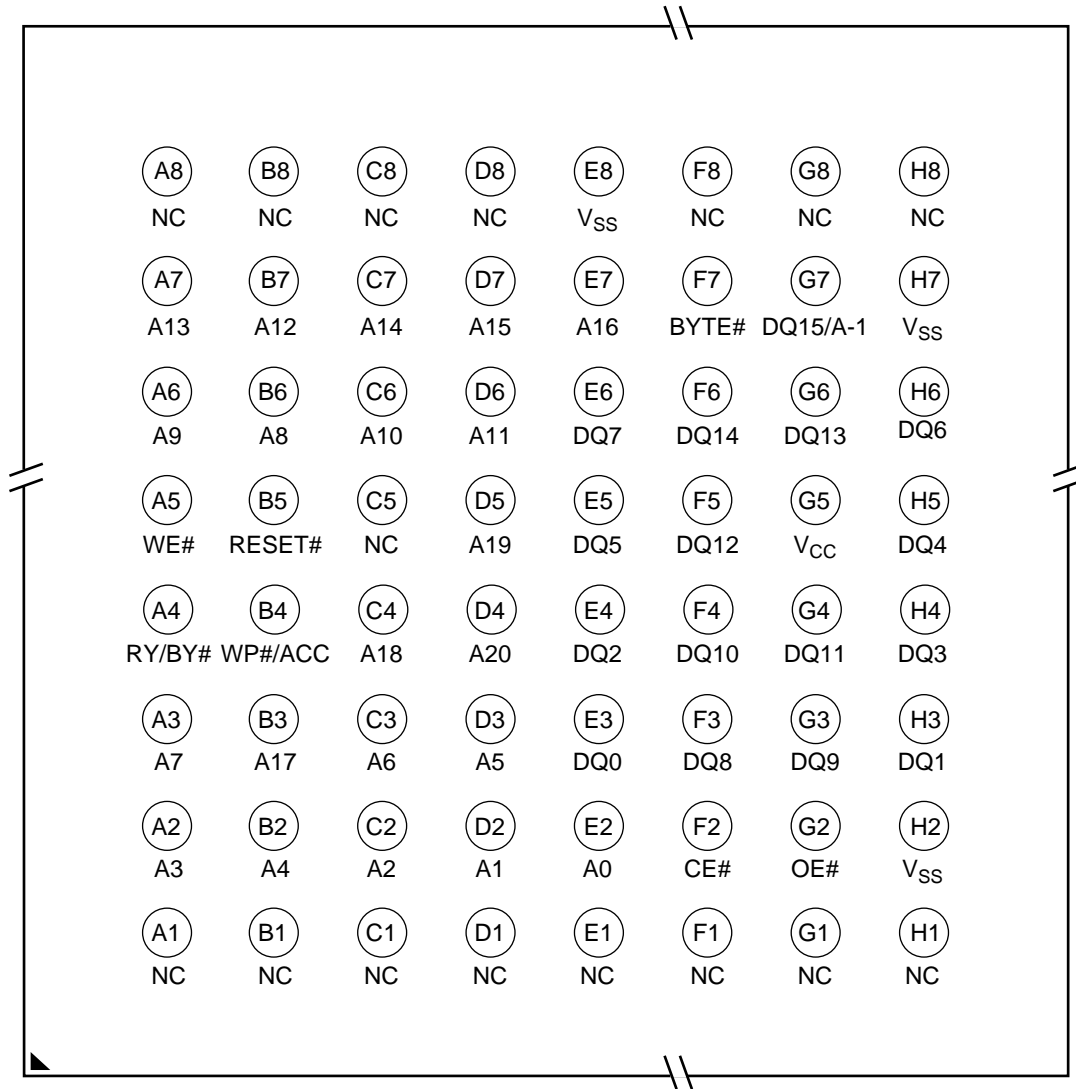 A8 B8 C8 D8 E8 F8 G8 H8
NC NC NC NC VSS NC NC NC
A7 B7 C7 D7 E7 F7 G7 H7
A13 A12 A14 A15 A16 BYTE# DQ15/A-1 VSS
A6 B6 C6 D6 E6 F6 G6 H6
A9 A8 A10 A11 DQ7 DQ14 DQ13 DQ6
A5 B5 C5 D5 E5 F5 G5 H5
WE# RESET# NC A19 DQ5 DQ12 VCC DQ4
A4 B4 C4 D4 E4 F4 G4 H4
RY/BY# WP#/ACC A18 A20 DQ2 DQ10 DQ11 DQ3
A3 B3 C3 D3 E3 F3 G3 H3
A7 A17 A6 A5 DQ0 DQ8 DQ9 DQ1
A2 B2 C2 D2 E2 F2 G2 H2
A3 A4 A2 A1 A0 CE# OE# VSS
A1 B1 C1 D1 E1 F1 G1 H1
NC NC NC NC NC NC NC NC